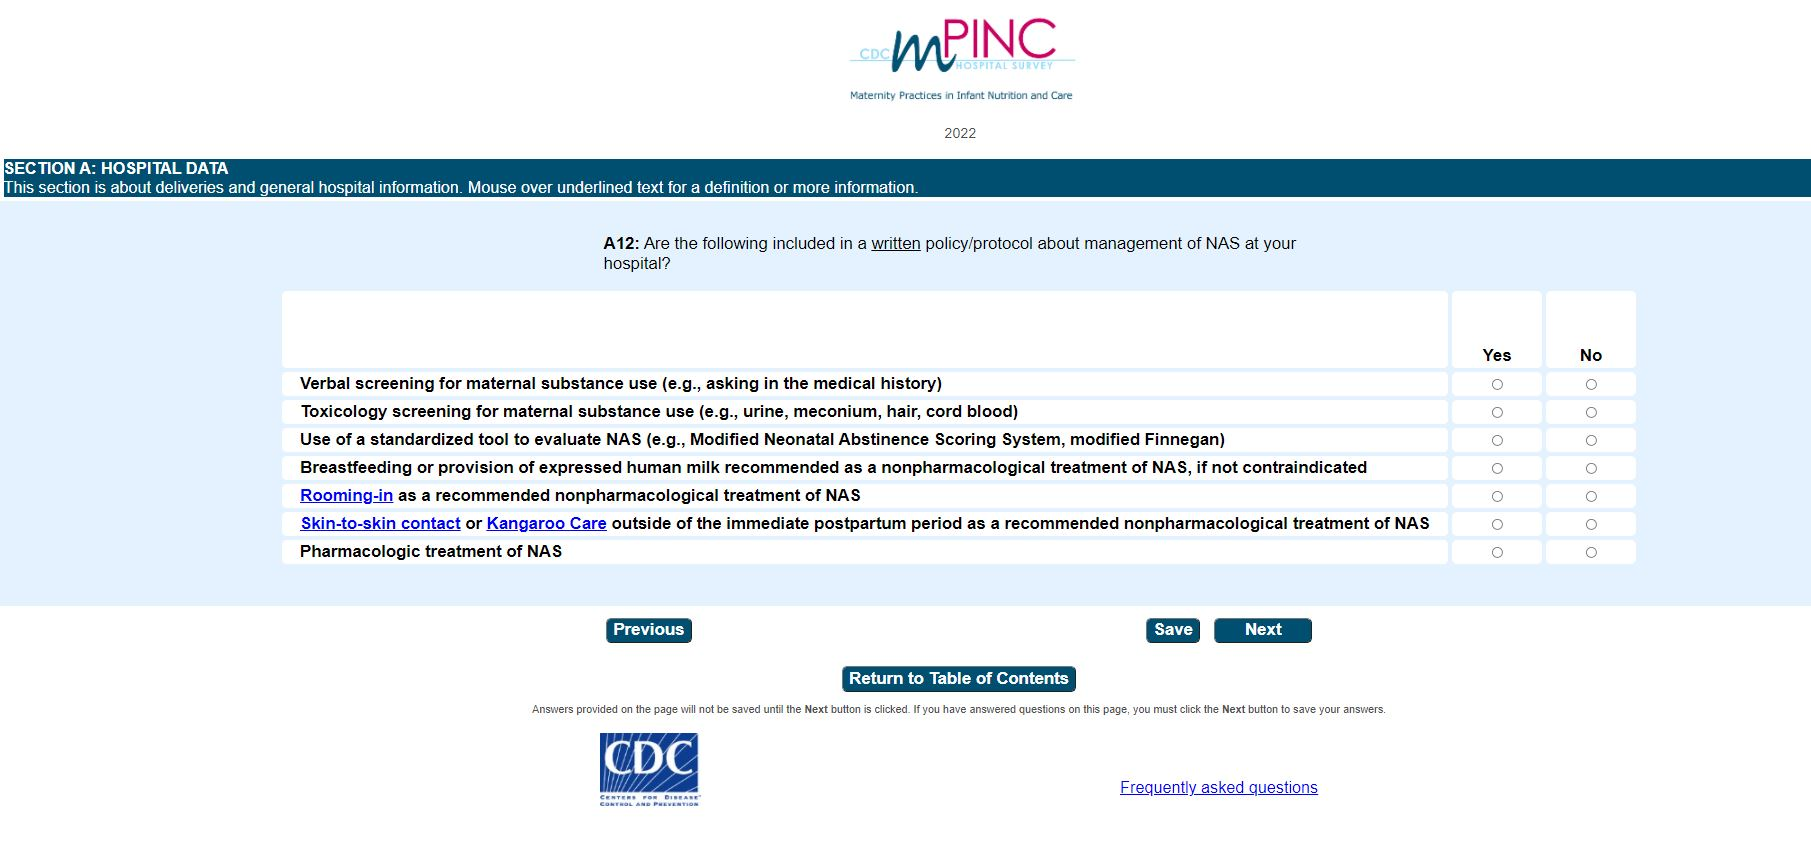 CDC mPINC
HOSPITAL SURVEY
Maternity Practices in Infant Nutrition and Care
2022
SECTION A: HOSPITAL DATA
This section is about deliveries and general hospital information. Mouse over underlined text for a definition or more information.
A12: Are the following included in a written policy/protocol about management of NAS at your
hospital?
Yes No
Verbal screening for maternal substance use (e.g., asking in the medical history)
Toxicology screening for maternal substance use (e.g., urine, meconium, hair, cord blood)
Use of a standardized tool to evaluate NAS (e.g., Modified Neonatal Abstinence Scoring System, modified Finnegan)
Breastfeeding or provision of expressed human milk recommended as a nonpharmacological treatment of NAS, if not contraindicated
Rooming-in as a recommended nonpharmacological treatment of NAS
Skin-to-skin contact or Kangaroo Care outside of the immediate postpartum period as a recommended nonpharmacological treatment of NAS
Pharmacologic treatment of NAS
Previous Save Next
Return to Table of Contents
Answers provided on the page will not be saved until the Next button is clicked. If you have answered questions on this page, you must click the Next button to save your answers.
CDC
CENTERS FOR DISEASE
CONTROL AND PREVENTION
Frequently asked questions